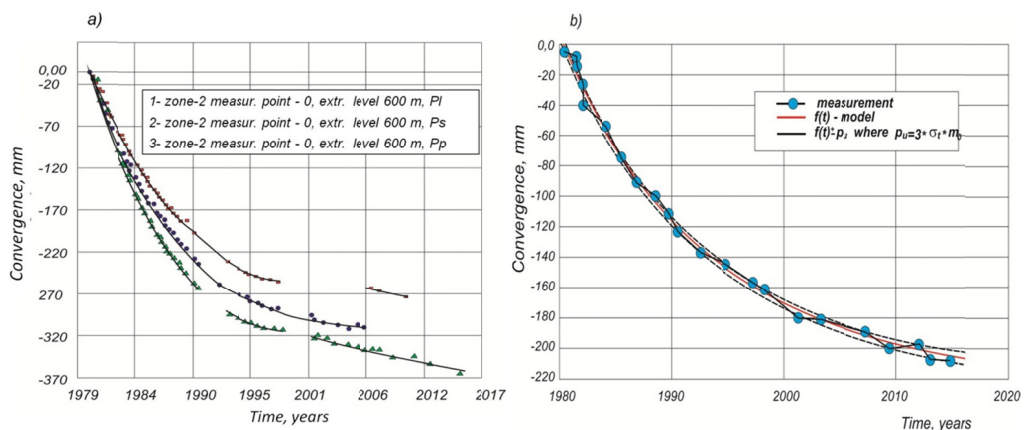 a)
0,00
-20
-70
-120
-170
-220
270
-320
-370
Convergence, mm
1- zone-2 measur. point - 0, extr. level 600 m, Pl
2- zone-2 measur. point - 0, extr. level 600 m, Ps
3- zone-2 measur. point - 0, extr. level 600 m, Pp
1979 1984 1990 1995 2001 2006 2012 2017
Time, years
b)
0,0
-20
-40
-60
-80
-100
-120
-140
-160
-180
-200
-220
Convergence, mm
measurement
f(t) - model
f(t)-pᵢ where pᵤ=3* σₜ*m₀
1980 1990 2000 2010 2020
Time, years